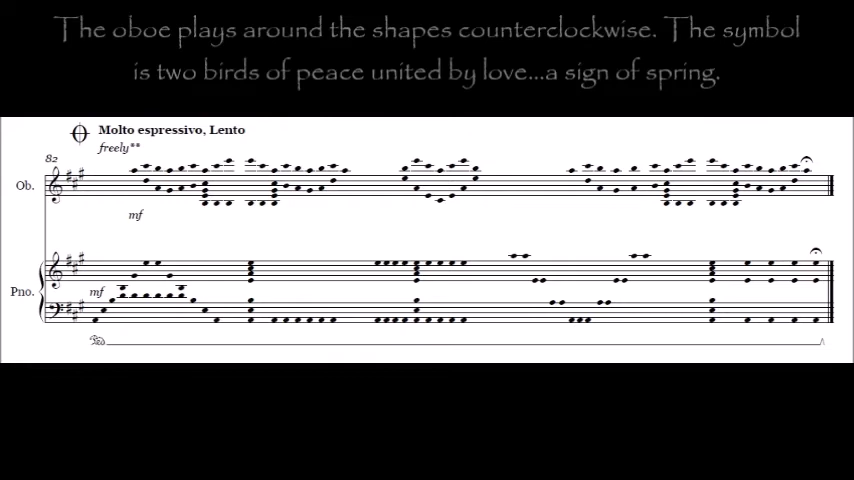 The oboe plays around the shapes counterclockwise. The symbol
is two birds of peace united by love...a sign of spring.
Molto espressivo, Lento
freely**
82
Ob.
mf
Pno.
mf